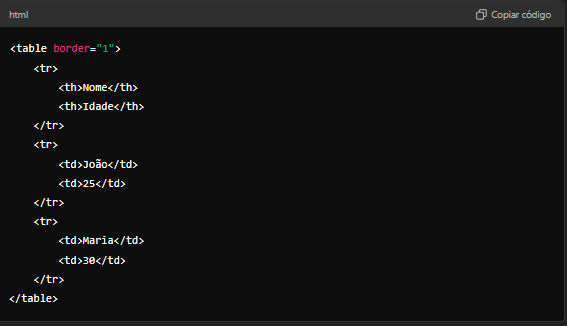 html
Copiar código
<table border="1">
    <tr>
        <th>Nome</th>
        <th>Idade</th>
    </tr>
    <tr>
        <td>João</td>
        <td>25</td>
    </tr>
    <tr>
        <td>Maria</td>
        <td>30</td>
    </tr>
</table>